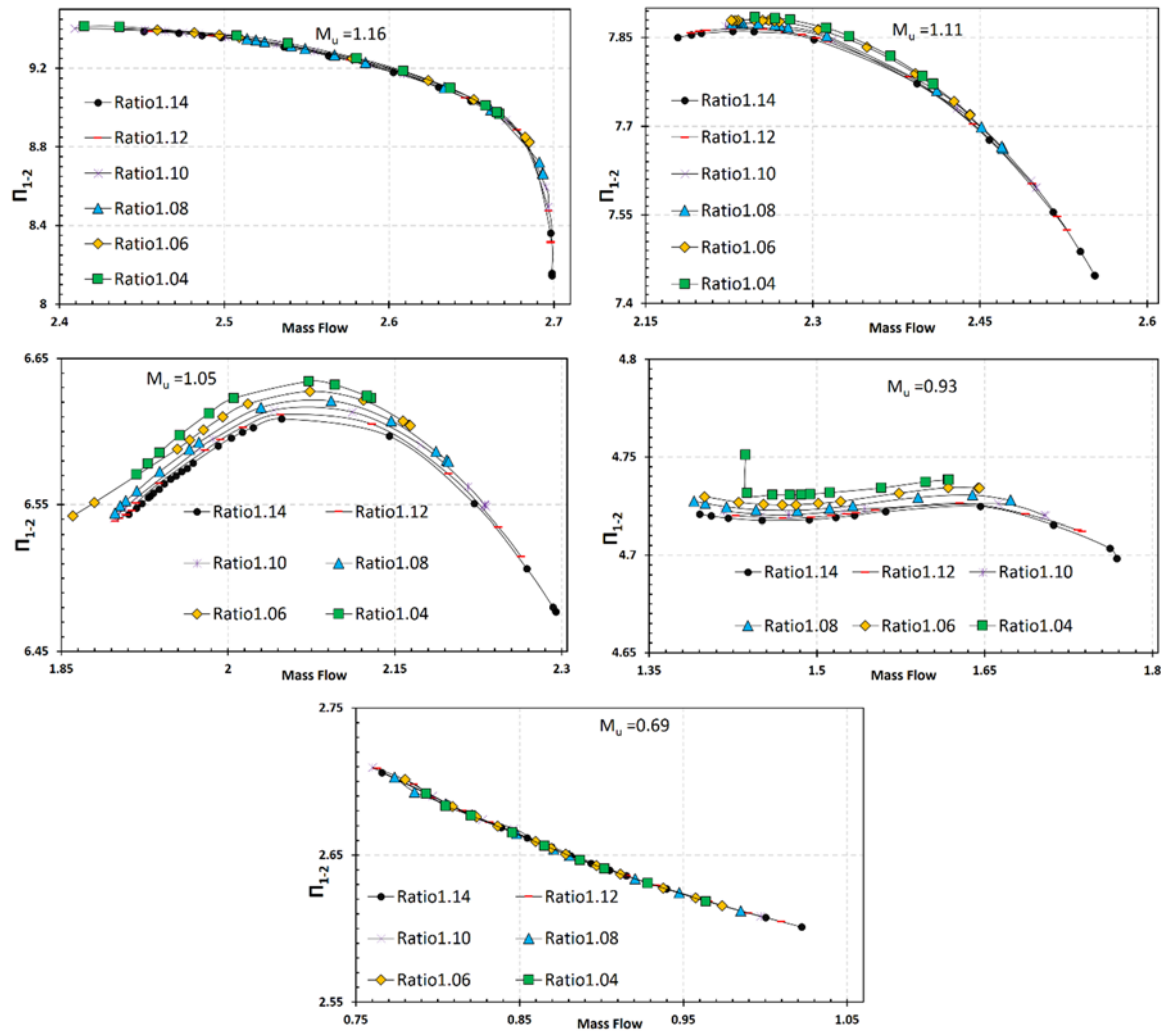 M_u =1.16
Π₁₋₂
9.2
8.8
8.4
8
Ratio1.14
Ratio1.12
Ratio1.10
Ratio1.08
Ratio1.06
Ratio1.04
2.4 2.5 2.6 2.7
Mass Flow
M_u =1.11
Π₁₋₂
7.85
7.7
7.55
7.4
Ratio1.14
Ratio1.12
Ratio1.10
Ratio1.08
Ratio1.06
Ratio1.04
2.15 2.3 2.45 2.6
Mass Flow
M_u =1.05
Π₁₋₂
6.65
6.55
6.45
Ratio1.14 Ratio1.12
Ratio1.10 Ratio1.08
Ratio1.06 Ratio1.04
1.85 2 2.15 2.3
Mass Flow
M_u =0.93
Π₁₋₂
4.8
4.75
4.7
4.65
Ratio1.14 Ratio1.12 Ratio1.10
Ratio1.08 Ratio1.06 Ratio1.04
1.35 1.5 1.65 1.8
Mass Flow
M_u =0.69
Π₁₋₂
2.75
2.65
2.55
Ratio1.14 Ratio1.12
Ratio1.10 Ratio1.08
Ratio1.06 Ratio1.04
0.75 0.85 0.95 1.05
Mass Flow